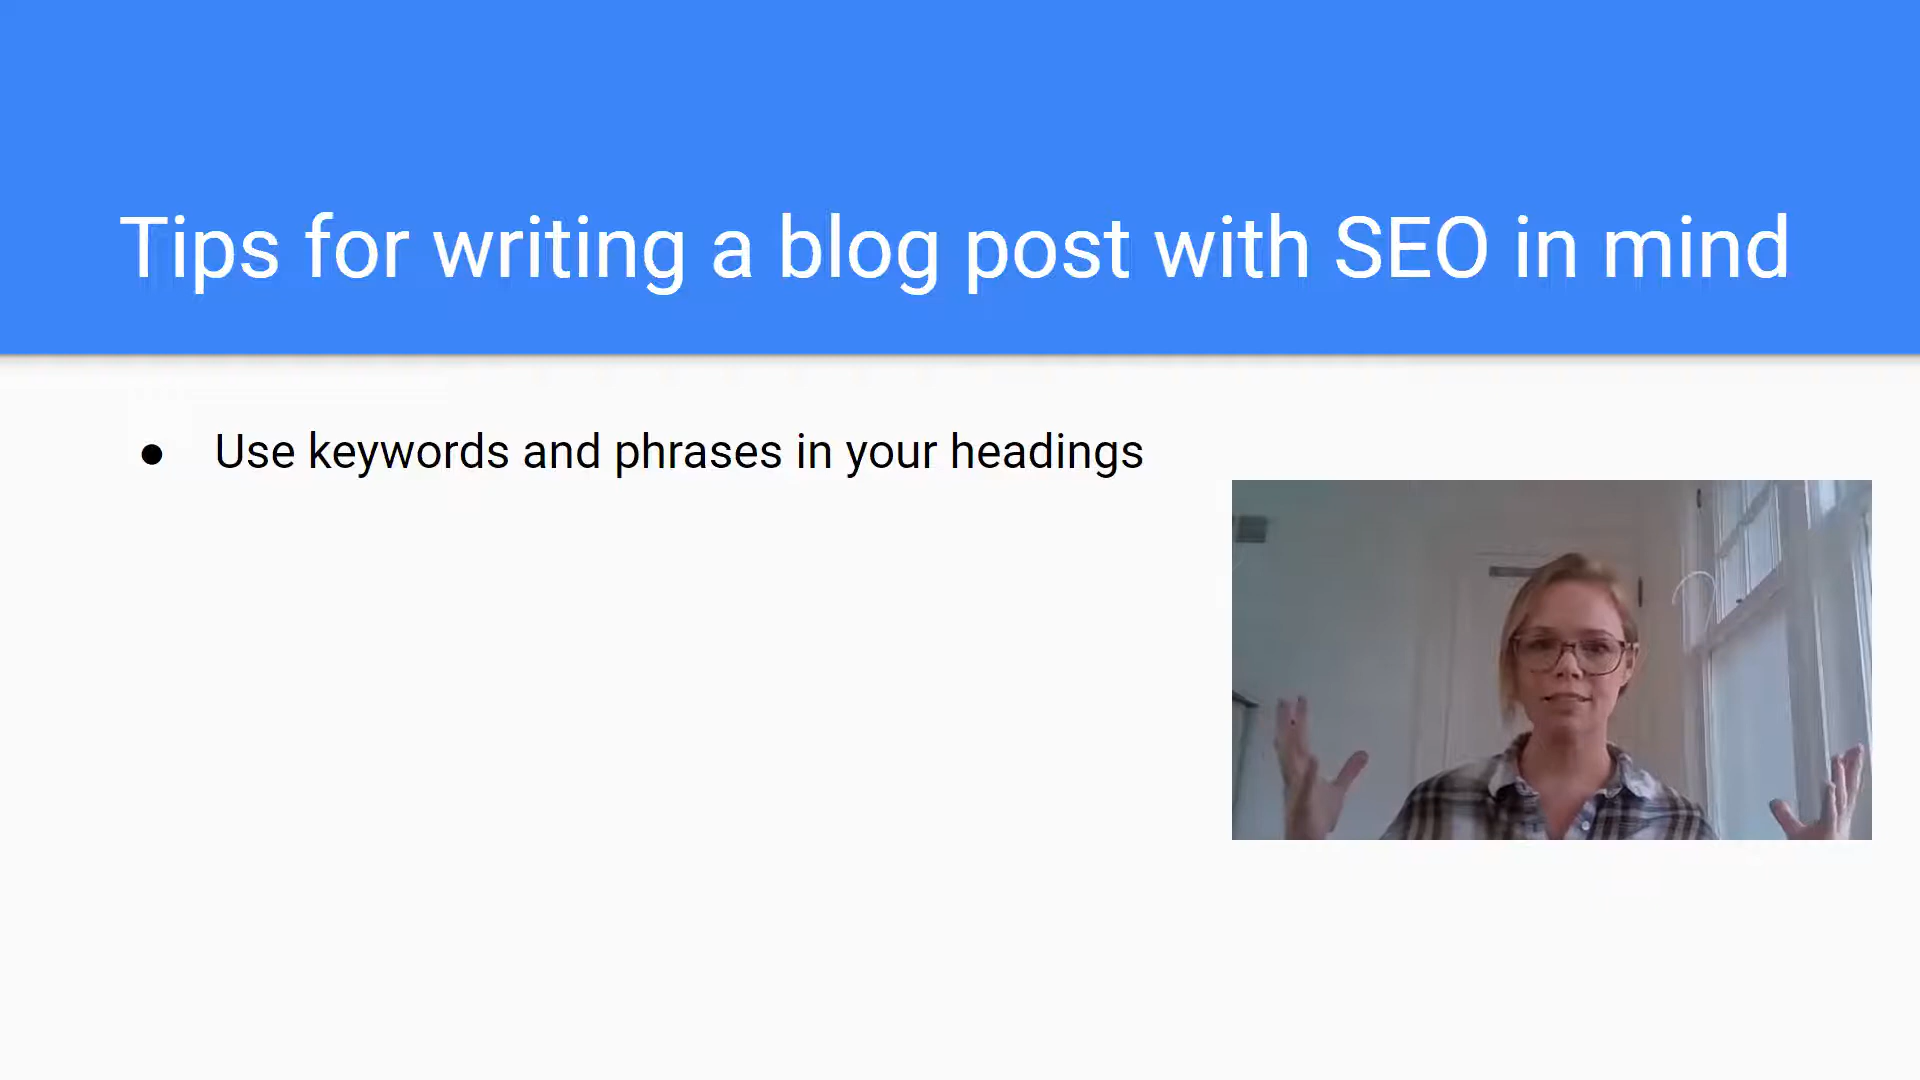 Tips for writing a blog post with SEO in mind
● Use keywords and phrases in your headings